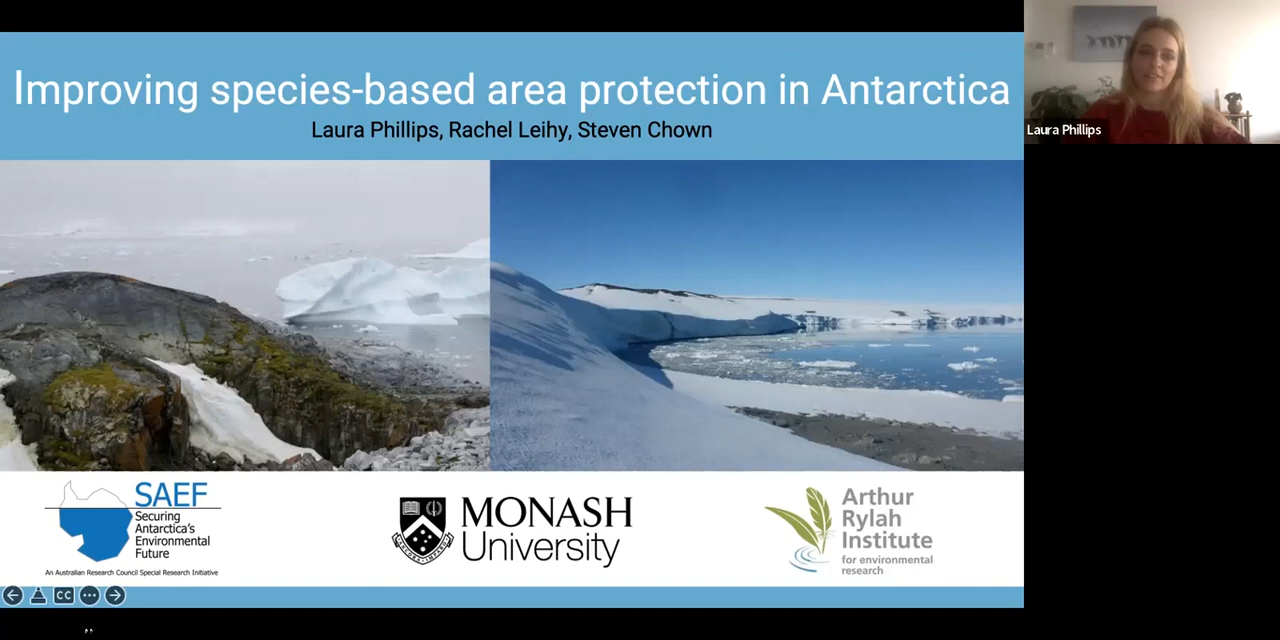 Improving species-based area protection in Antarctica
Laura Phillips, Rachel Leihy, Steven Chown
Laura Phillips
SAEF
Securing
Antarctica's
Environmental
Future
An Australian Research Council Special Research Initiative
MONASH
University
Arthur
Rylah
Institute
for environmental
research
CC